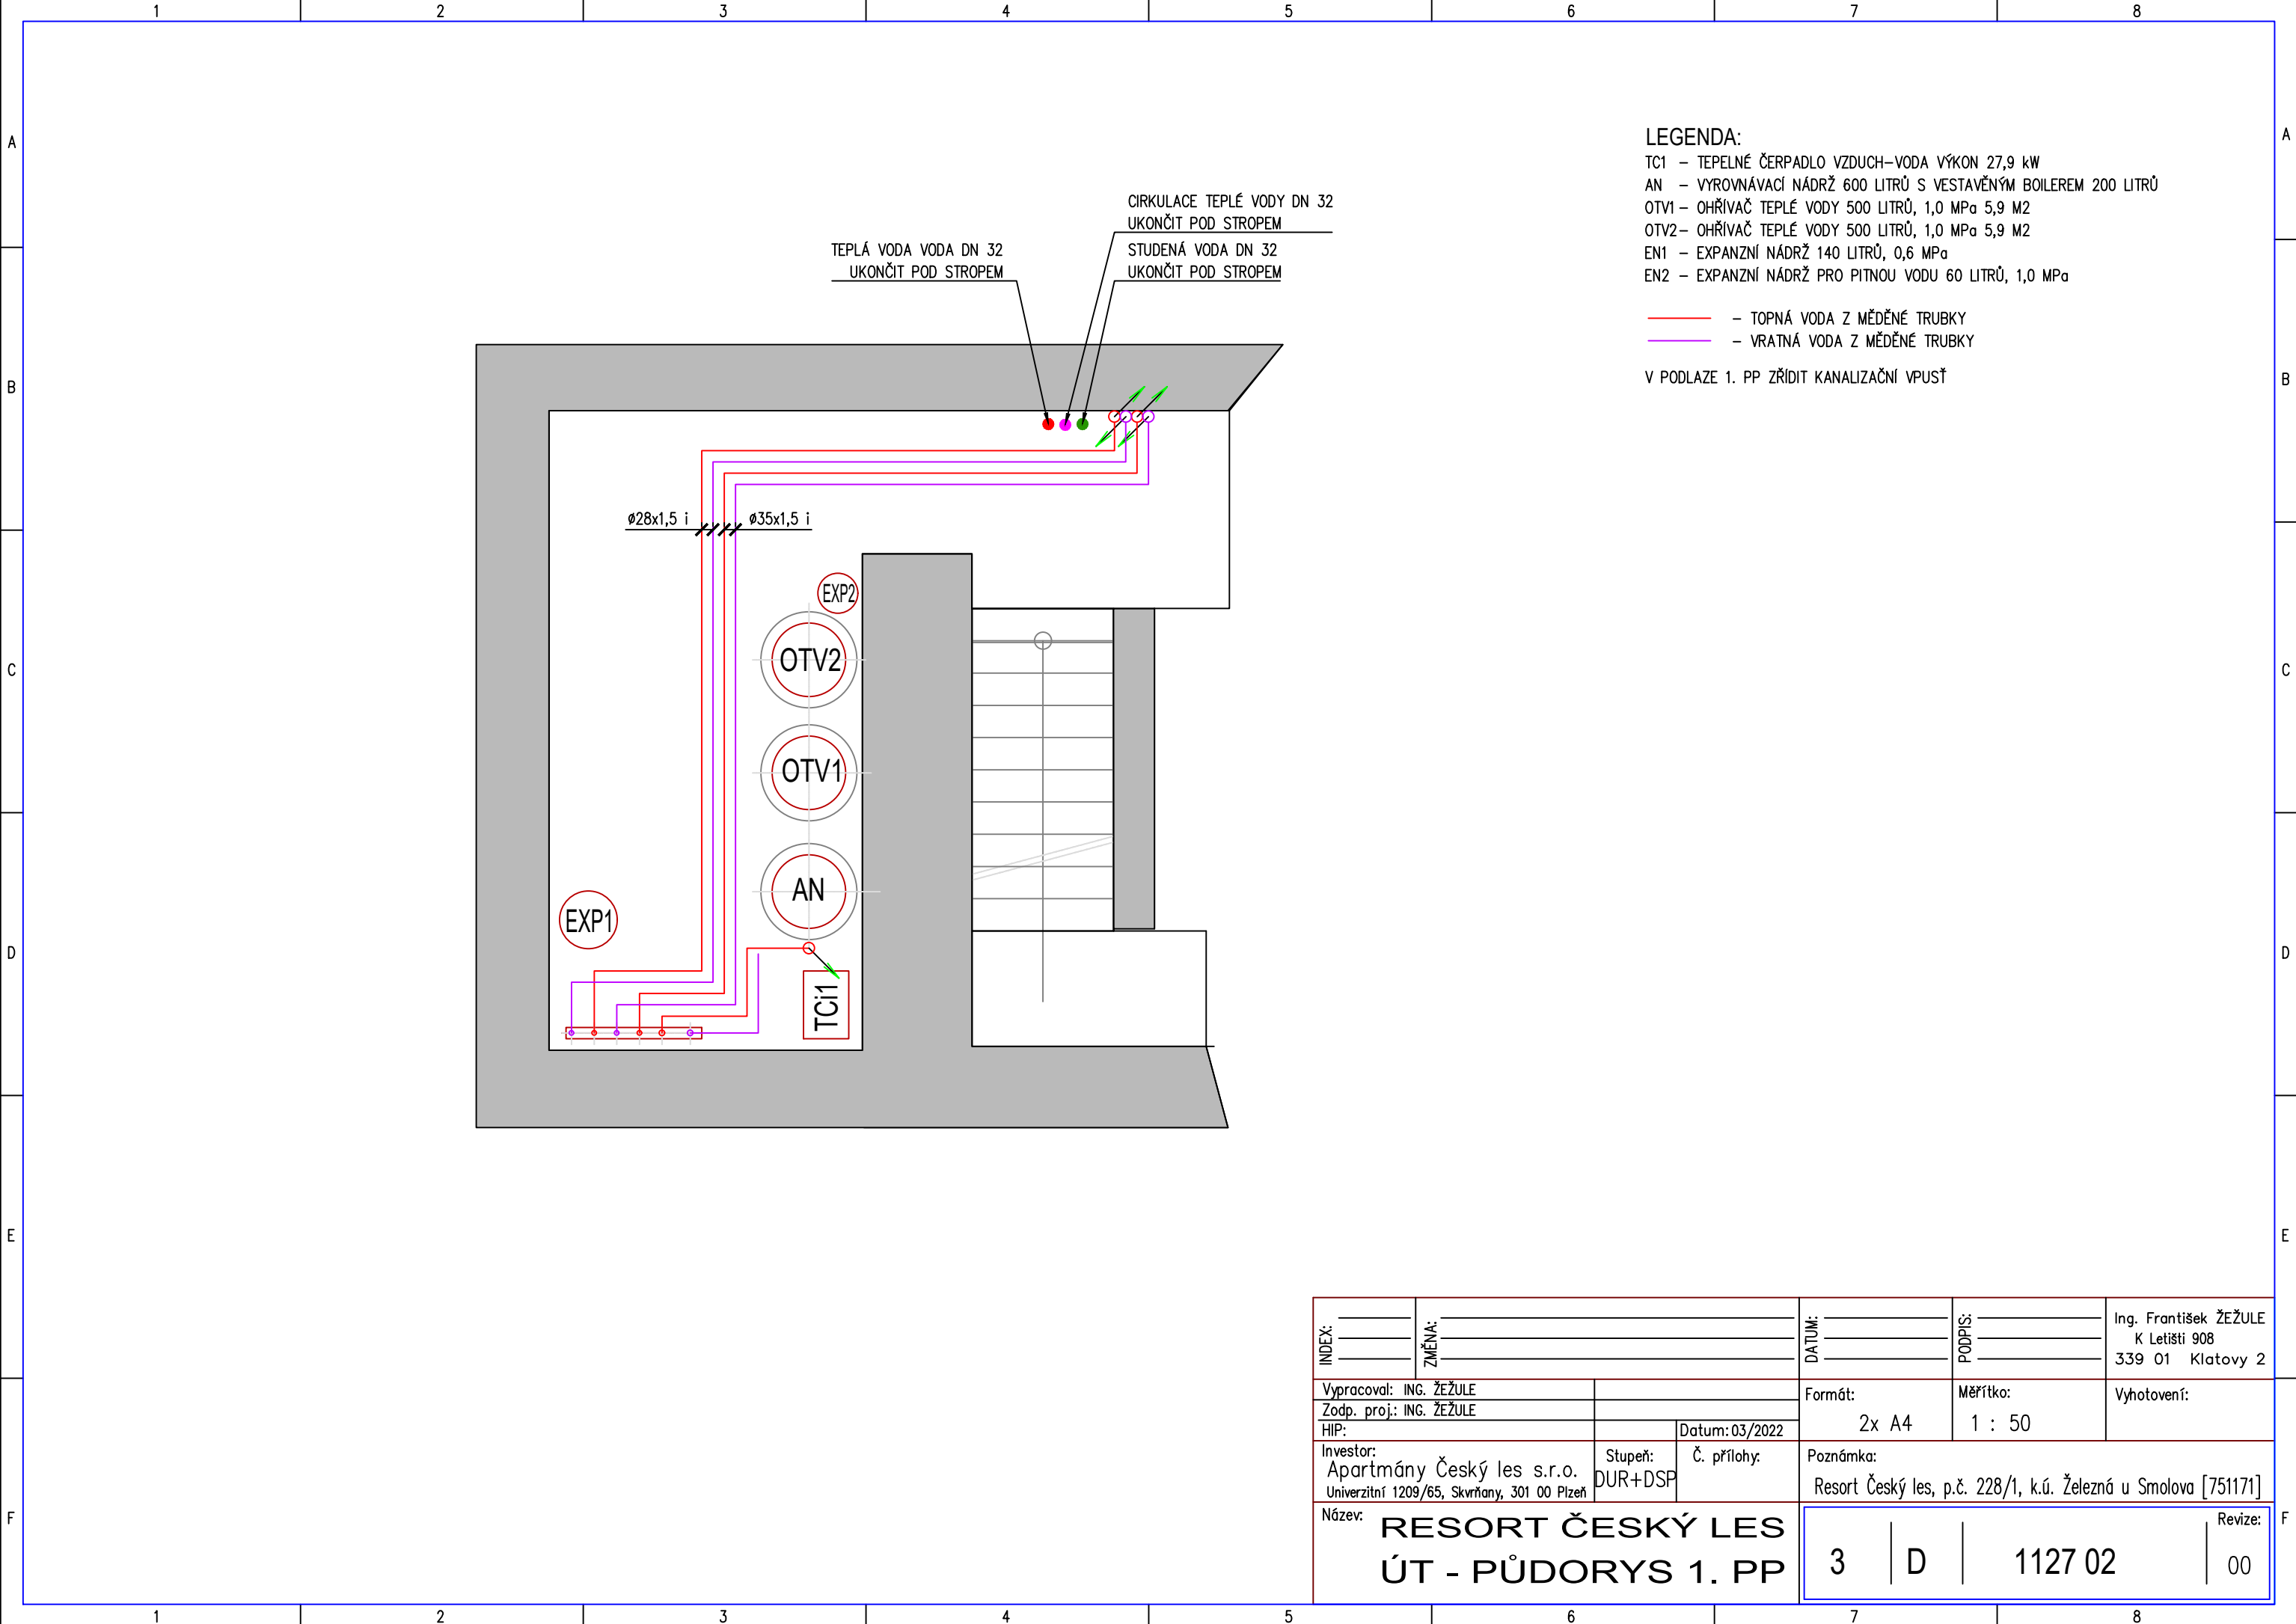 1 2 3 4 5 6 7 8
A A
LEGENDA:
TC1 – TEPELNÉ ČERPADLO VZDUCH–VODA VÝKON 27,9 kW
AN – VYROVNÁVACÍ NÁDRŽ 600 LITRŮ S VESTAVĚNÝM BOILEREM 200 LITRŮ
OTV1– OHŘÍVAČ TEPLÉ VODY 500 LITRŮ, 1,0 MPa 5,9 M2
OTV2– OHŘÍVAČ TEPLÉ VODY 500 LITRŮ, 1,0 MPa 5,9 M2
EN1 – EXPANZNÍ NÁDRŽ 140 LITRŮ, 0,6 MPa
EN2 – EXPANZNÍ NÁDRŽ PRO PITNOU VODU 60 LITRŮ, 1,0 MPa
– TOPNÁ VODA Z MĚDĚNÉ TRUBKY
– VRATNÁ VODA Z MĚDĚNÉ TRUBKY
V PODLAZE 1. PP ZŘÍDIT KANALIZAČNÍ VPUSŤ
CIRKULACE TEPLÉ VODY DN 32
UKONČIT POD STROPEM
TEPLÁ VODA VODA DN 32
UKONČIT POD STROPEM
STUDENÁ VODA DN 32
UKONČIT POD STROPEM
B B
ø28x1,5 i ø35x1,5 i
EXP2
OTV2
C C
OTV1
AN
EXP1
D D
TCi1
E E
INDEX:
ZMĚNA:
DATUM:
PODPIS:
Ing. František ŽEŽULE
K Letišti 908
339 01 Klatovy 2
Vypracoval: ING. ŽEŽULE
Zodp. proj.: ING. ŽEŽULE
HIP:
Datum: 03/2022
Formát:
2x A4
Měřítko:
1 : 50
Vyhotovení:
Investor:
Apartmány Český les s.r.o.
Univerzitní 1209/65, Skvrňany, 301 00 Plzeň
Stupeň:
DUR+DSP
Č. přílohy:
Poznámka:
Resort Český les, p.č. 228/1, k.ú. Železná u Smolova [751171]
F F
Název:
RESORT ČESKÝ LES
ÚT - PŮDORYS 1. PP
3 D 1127 02
Revize:
00
1 2 3 4 5 6 7 8